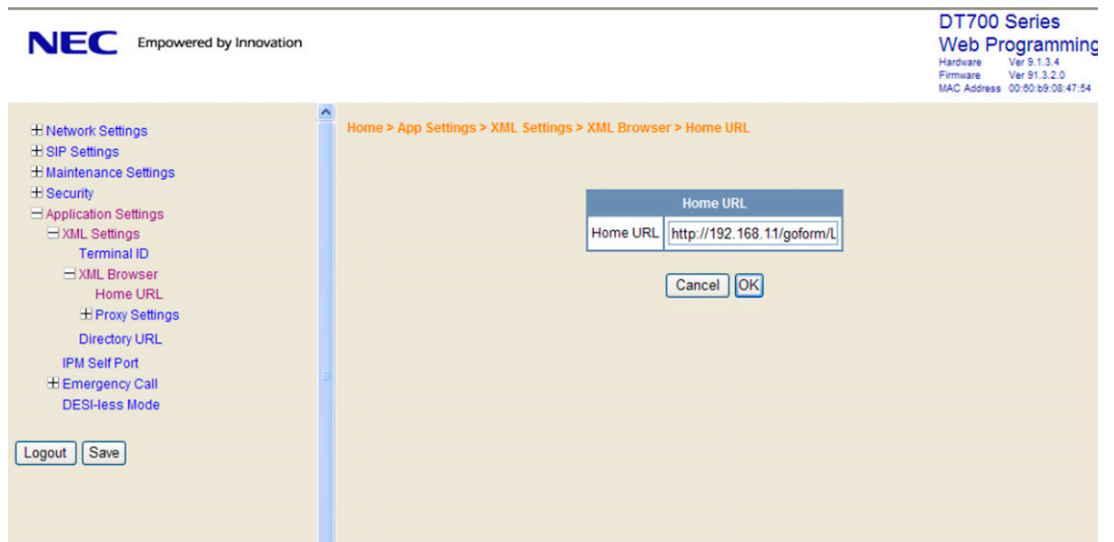 NEC Empowered by Innovation
DT700 Series
Web Programming
Hardware Ver 9.1.3.4
Firmware Ver 91.3.2.0
MAC Address 00:60:b9:08:47:54
Network Settings
SIP Settings
Maintenance Settings
Security
Application Settings
XML Settings
Terminal ID
XML Browser
Home URL
Proxy Settings
Directory URL
IPM Self Port
Emergency Call
DESI-less Mode
Logout Save
Home > App Settings > XML Settings > XML Browser > Home URL
Home URL
Home URL http://192.168.11/goform/L
Cancel OK